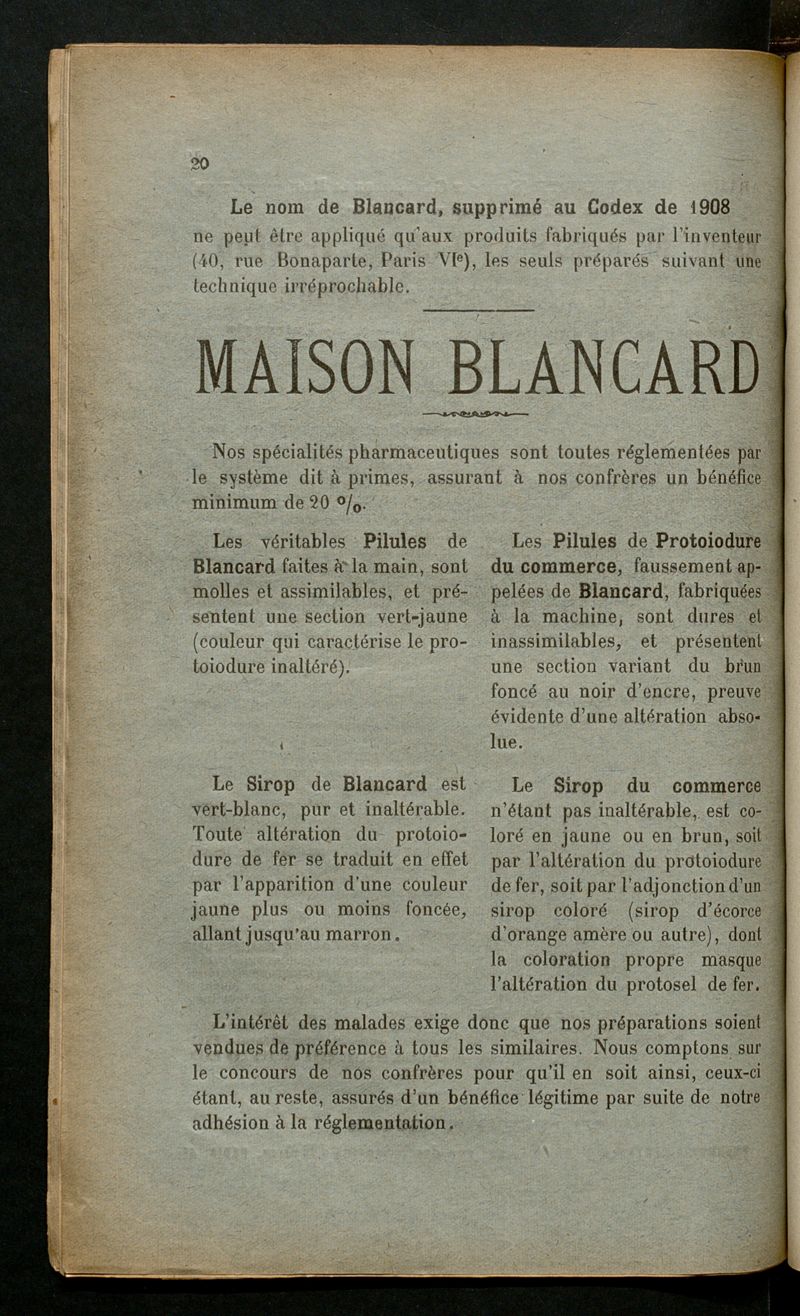 20
Le nom de Blancard, supprimé au Codex de 1908
ne peut être appliqué qu'aux produits fabriqués par l'inventeur
(40, rue Bonaparte, Paris VIe), les seuls préparés suivant une
technique irréprochable.
MAISON BLANCARD
Nos spécialités pharmaceutiques sont toutes réglementées par
le système dit à primes, assurant à nos confrères un bénéfice
minimum de 20 %.
Les véritables Pilules de
Blancard faites à la main, sont
molles et assimilables, et pré-
sentent une section vert-jaune
(couleur qui caractérise le pro-
toiodure inaltéré).
Les Pilules de Protoiodure
du commerce, faussement ap-
pelées de Blancard, fabriquées
à la machine, sont dures et
inassimilables, et présentent
une section variant du brun
foncé au noir d'encre, preuve
évidente d'une altération abso-
lue.
Le Sirop de Blancard est
vert-blanc, pur et inaltérable.
Toute altération du protoio-
dure de fer se traduit en effet
par l'apparition d'une couleur
jaune plus ou moins foncée,
allant jusqu'au marron.
Le Sirop du commerce
n'étant pas inaltérable, est co-
loré en jaune ou en brun, soit
par l'altération du protoiodure
de fer, soit par l'adjonction d'un
sirop coloré (sirop d'écorce
d'orange amère ou autre), dont
la coloration propre masque
l'altération du protosel de fer.
L'intérêt des malades exige donc que nos préparations soient
vendues de préférence à tous les similaires. Nous comptons sur
le concours de nos confrères pour qu'il en soit ainsi, ceux-ci
étant, au reste, assurés d'un bénéfice légitime par suite de notre
adhésion à la réglementation.